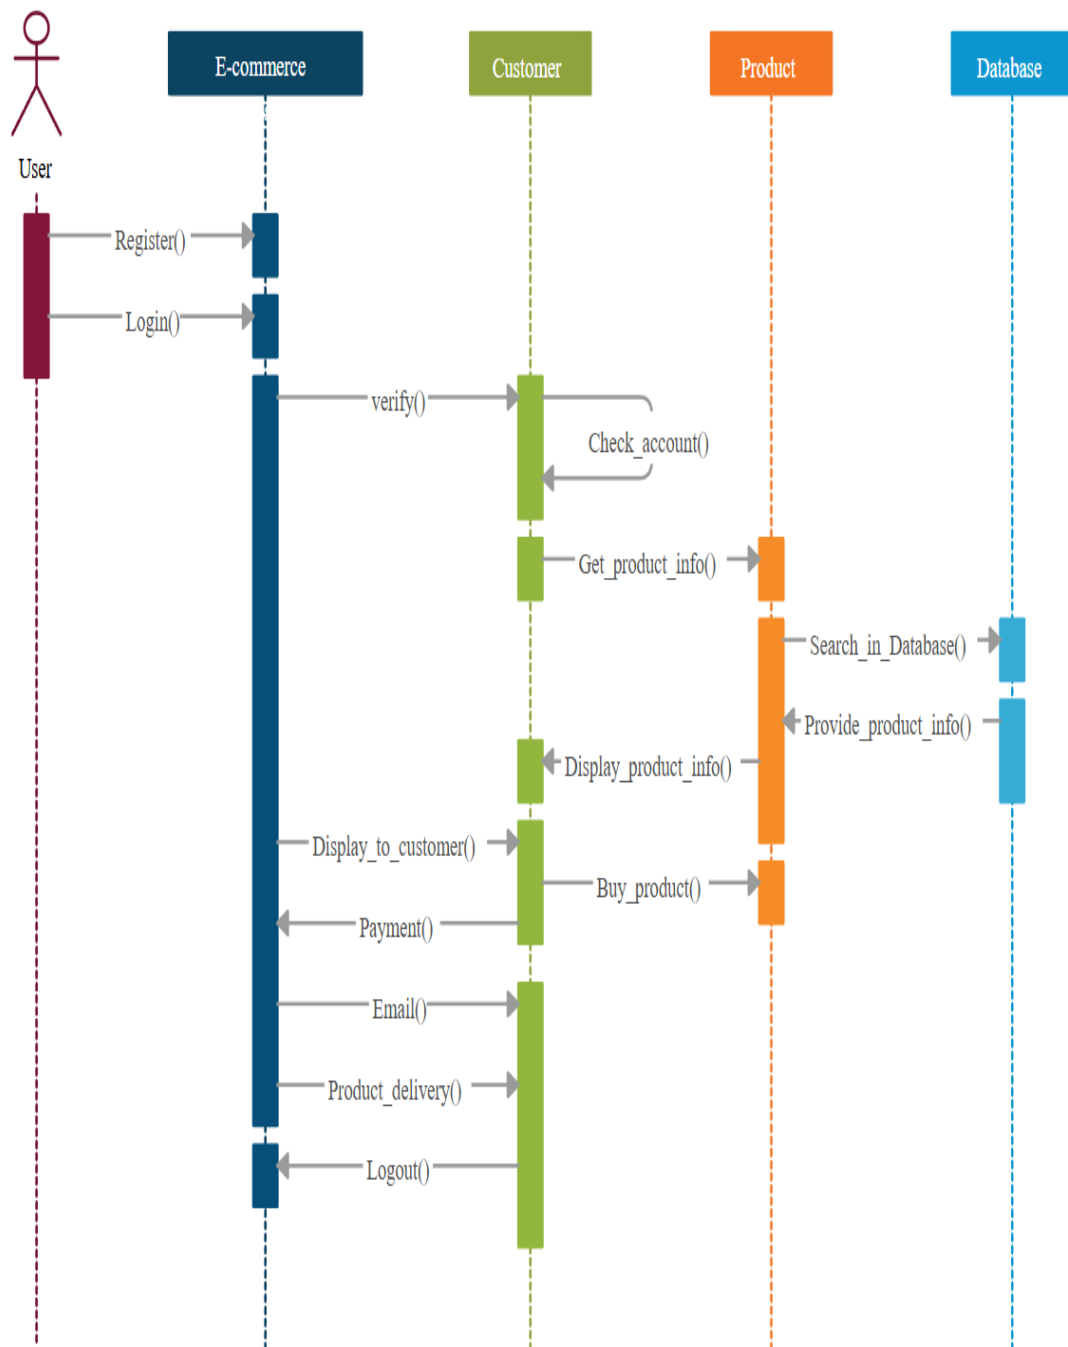 E-commerce
Customer
Product
Database
User
Register()
Login()
verify()
Check_account()
Get_product_info()
Search_in_Database()
Provide_product_info()
Display_product_info()
Display_to_customer()
Buy_product()
Payment()
Email()
Product_delivery()
Logout()